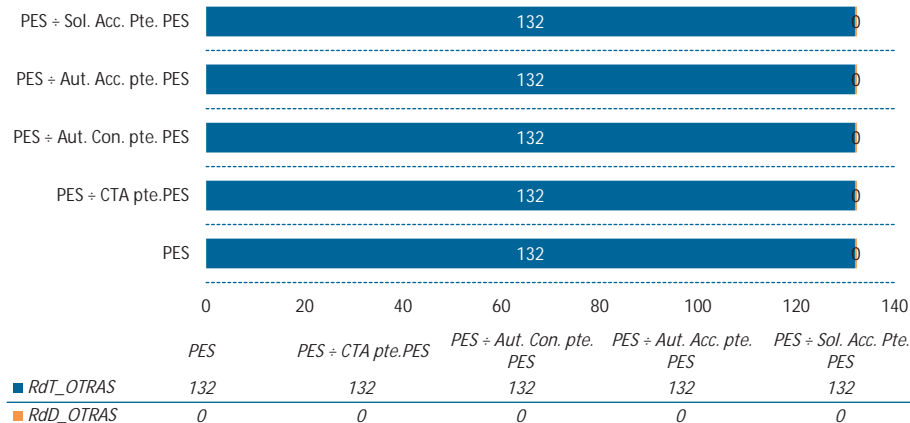 PES ÷ Sol. Acc. Pte. PES 132 0
PES ÷ Aut. Acc. pte. PES 132 0
PES ÷ Aut. Con. pte. PES 132 0
PES ÷ CTA pte.PES 132 0
PES 132 0
0 20 40 60 80 100 120 140
PES PES ÷ CTA pte.PES PES ÷ Aut. Con. pte. PES PES ÷ Aut. Acc. pte. PES PES ÷ Sol. Acc. Pte. PES
RdT_OTRAS 132 132 132 132 132
RdD_OTRAS 0 0 0 0 0